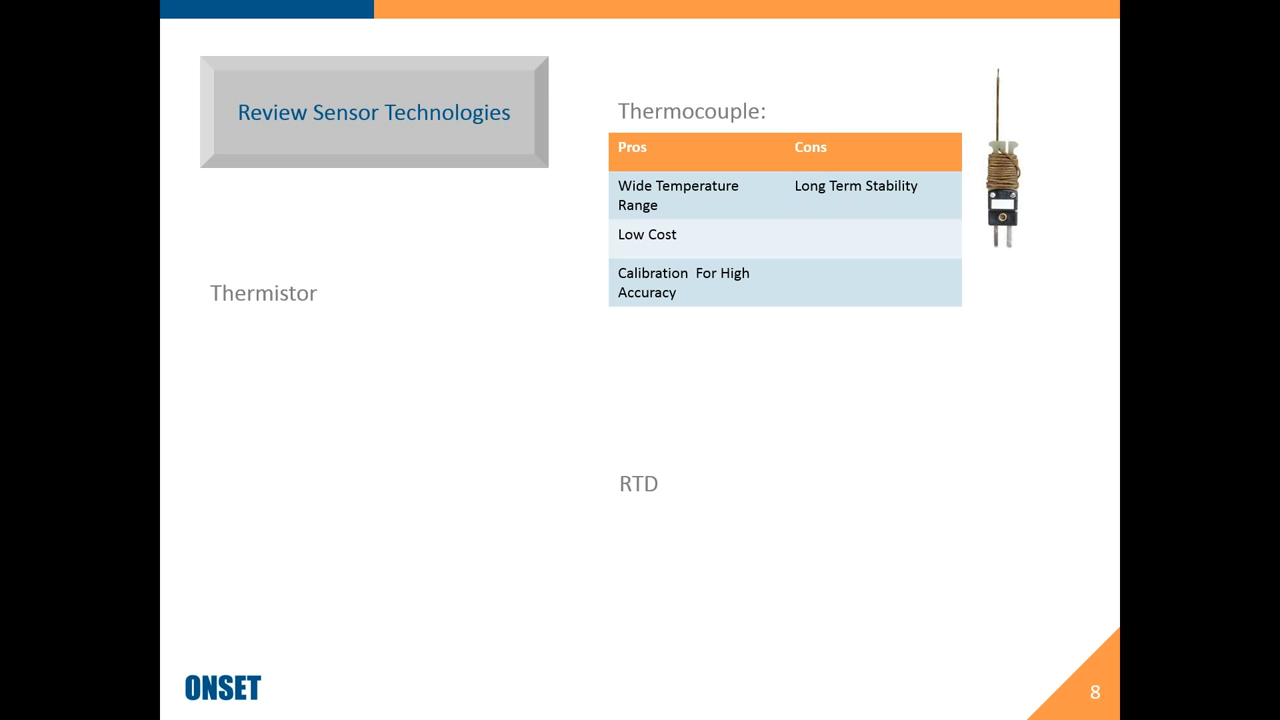 Review Sensor Technologies
Thermocouple:
Pros Cons
Wide Temperature Long Term Stability
Range
Low Cost
Calibration  For High
Accuracy
Thermistor
RTD
ONSET
8